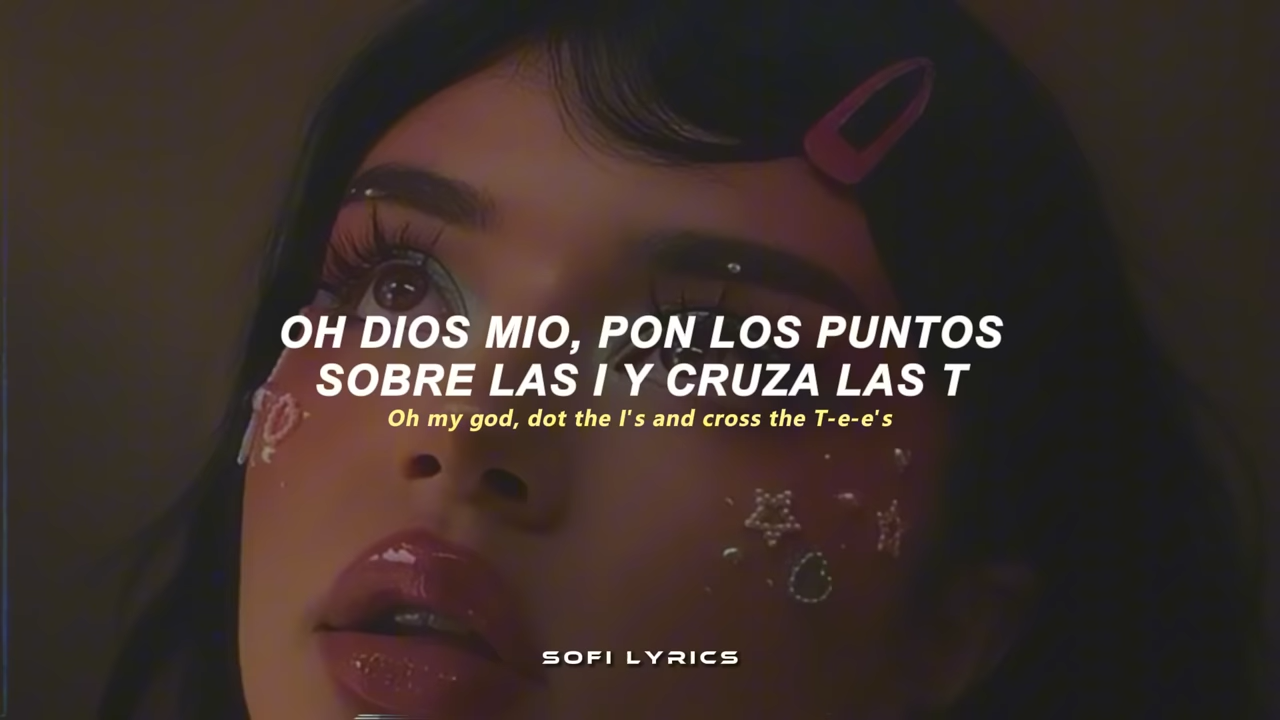 OH DIOS MIO, PON LOS PUNTOS
SOBRE LAS I Y CRUZA LAS T
Oh my god, dot the I's and cross the T-e-e's
SOFI LYRICS